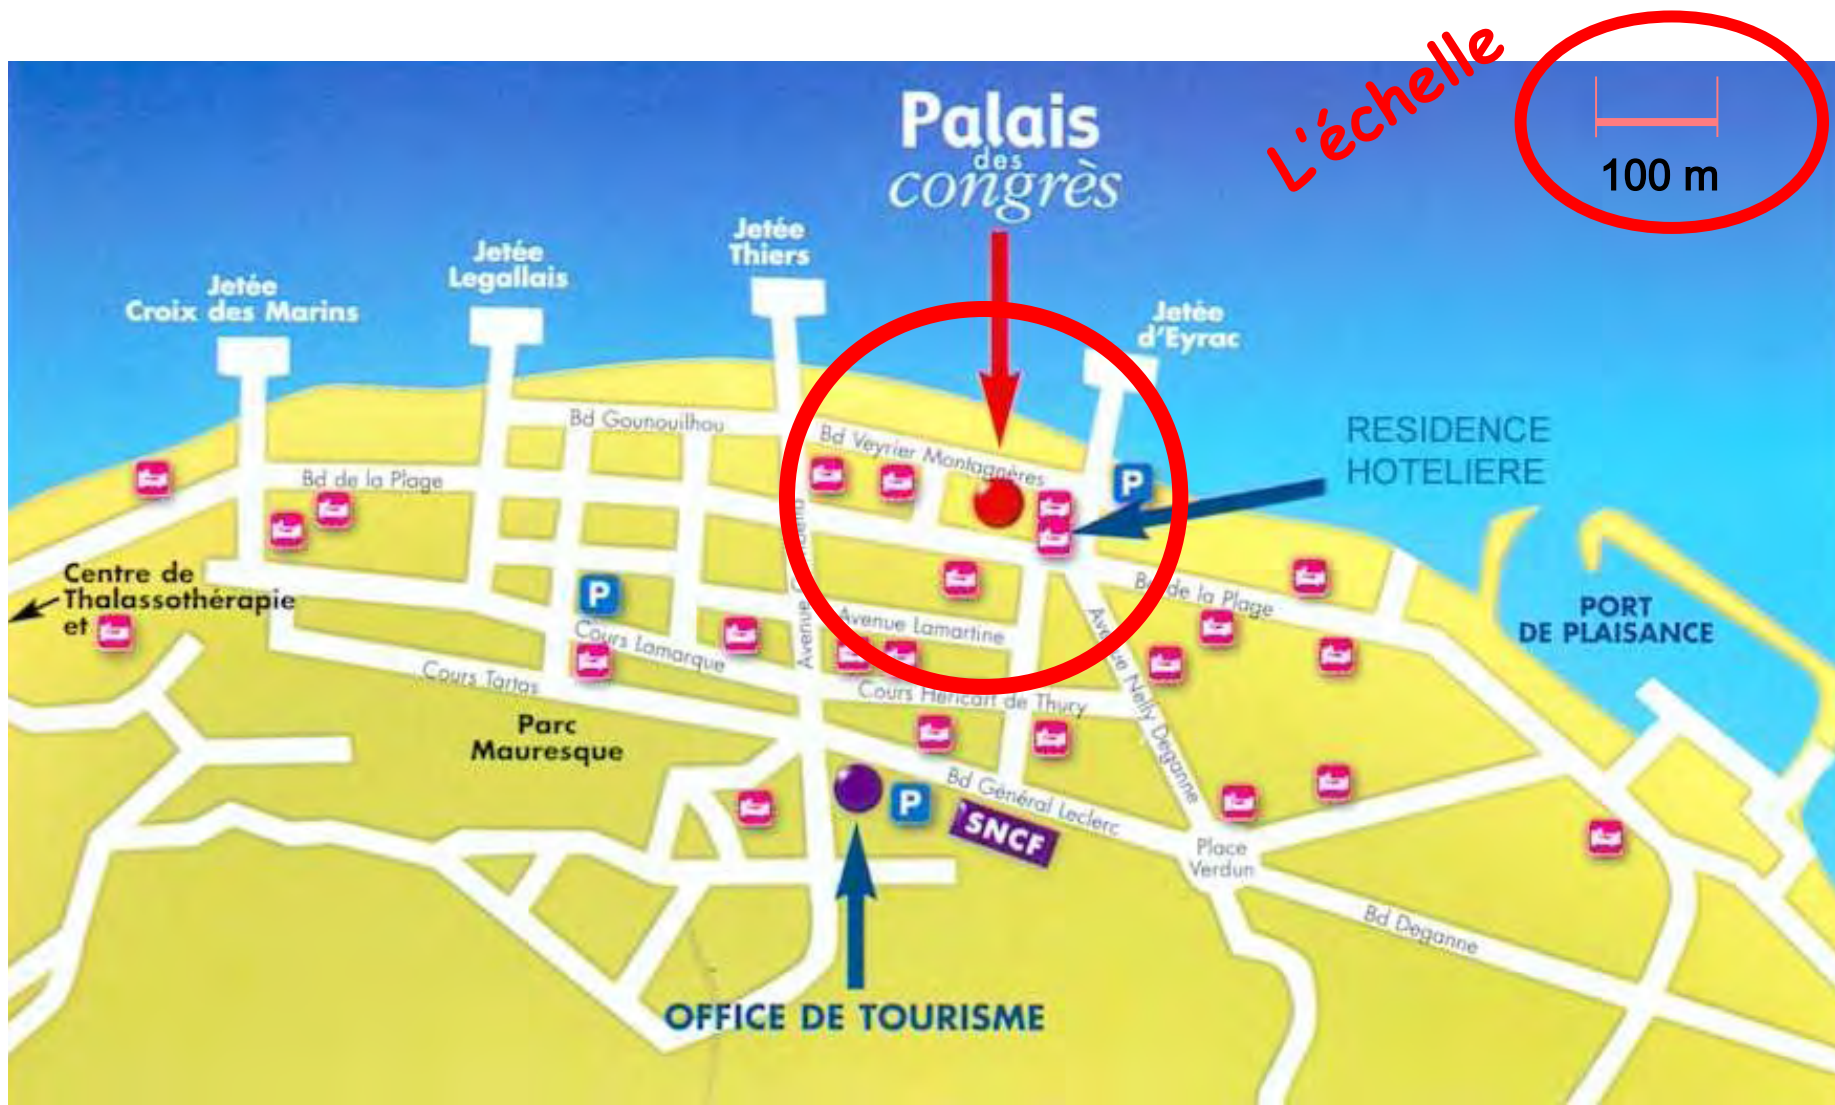 L'échelle
100 m
Palais
des
congrès
Jetée
Thiers
Jetée
Legallais
Jetée
Croix des Marins
Jetée
d'Eyrac
RESIDENCE
HOTELIERE
Bd Gounouilhou
Bd Veyrier Montagnères
Bd de la Plage
P
Centre de
Thalassothérapie
et
P
Bd de la Plage
PORT
DE PLAISANCE
Avenue Lamartine
Cours Lamarque
Avenue
Cours Tartas
Cours Héricart de Thury
Avenue Nelly Deganne
Parc
Mauresque
Bd Général Leclerc
P
SNCF
Place
Verdun
Bd Deganne
OFFICE DE TOURISME